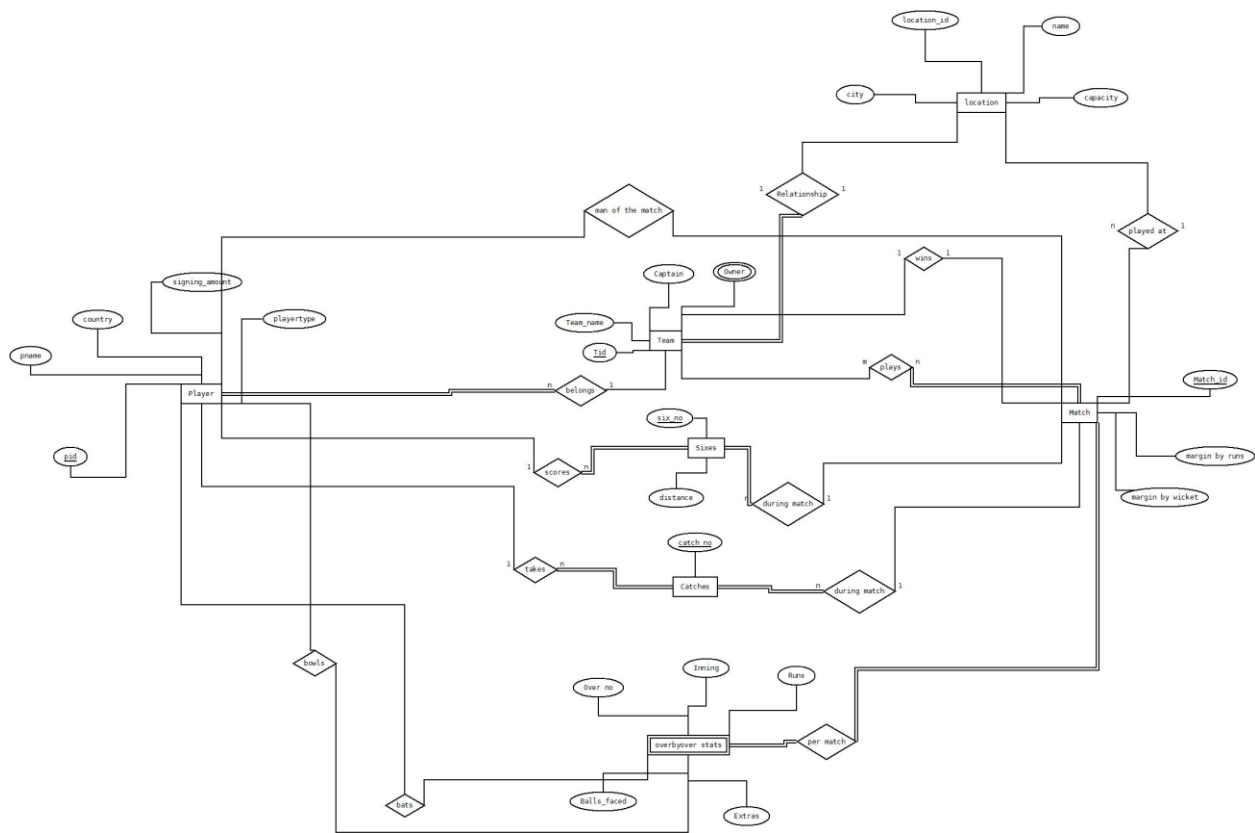 location_id
name
city
location
capacity
1
Relationship
1
man of the match
n
played at
1
1
wins
1
Captain
Owner
signing_amount
Team_name
country
playertype
Team
Tid
pname
m
plays
n
Match_id
n
belongs
1
Player
Match
six_no
Sixes
pid
margin by runs
1
scores
n
distance
n
during match
1
margin by wicket
catch_no
1
takes
n
Catches
n
during match
1
bowls
Inning
Over no
Runs
overbyover stats
per match
bats
Balls_faced
Extras